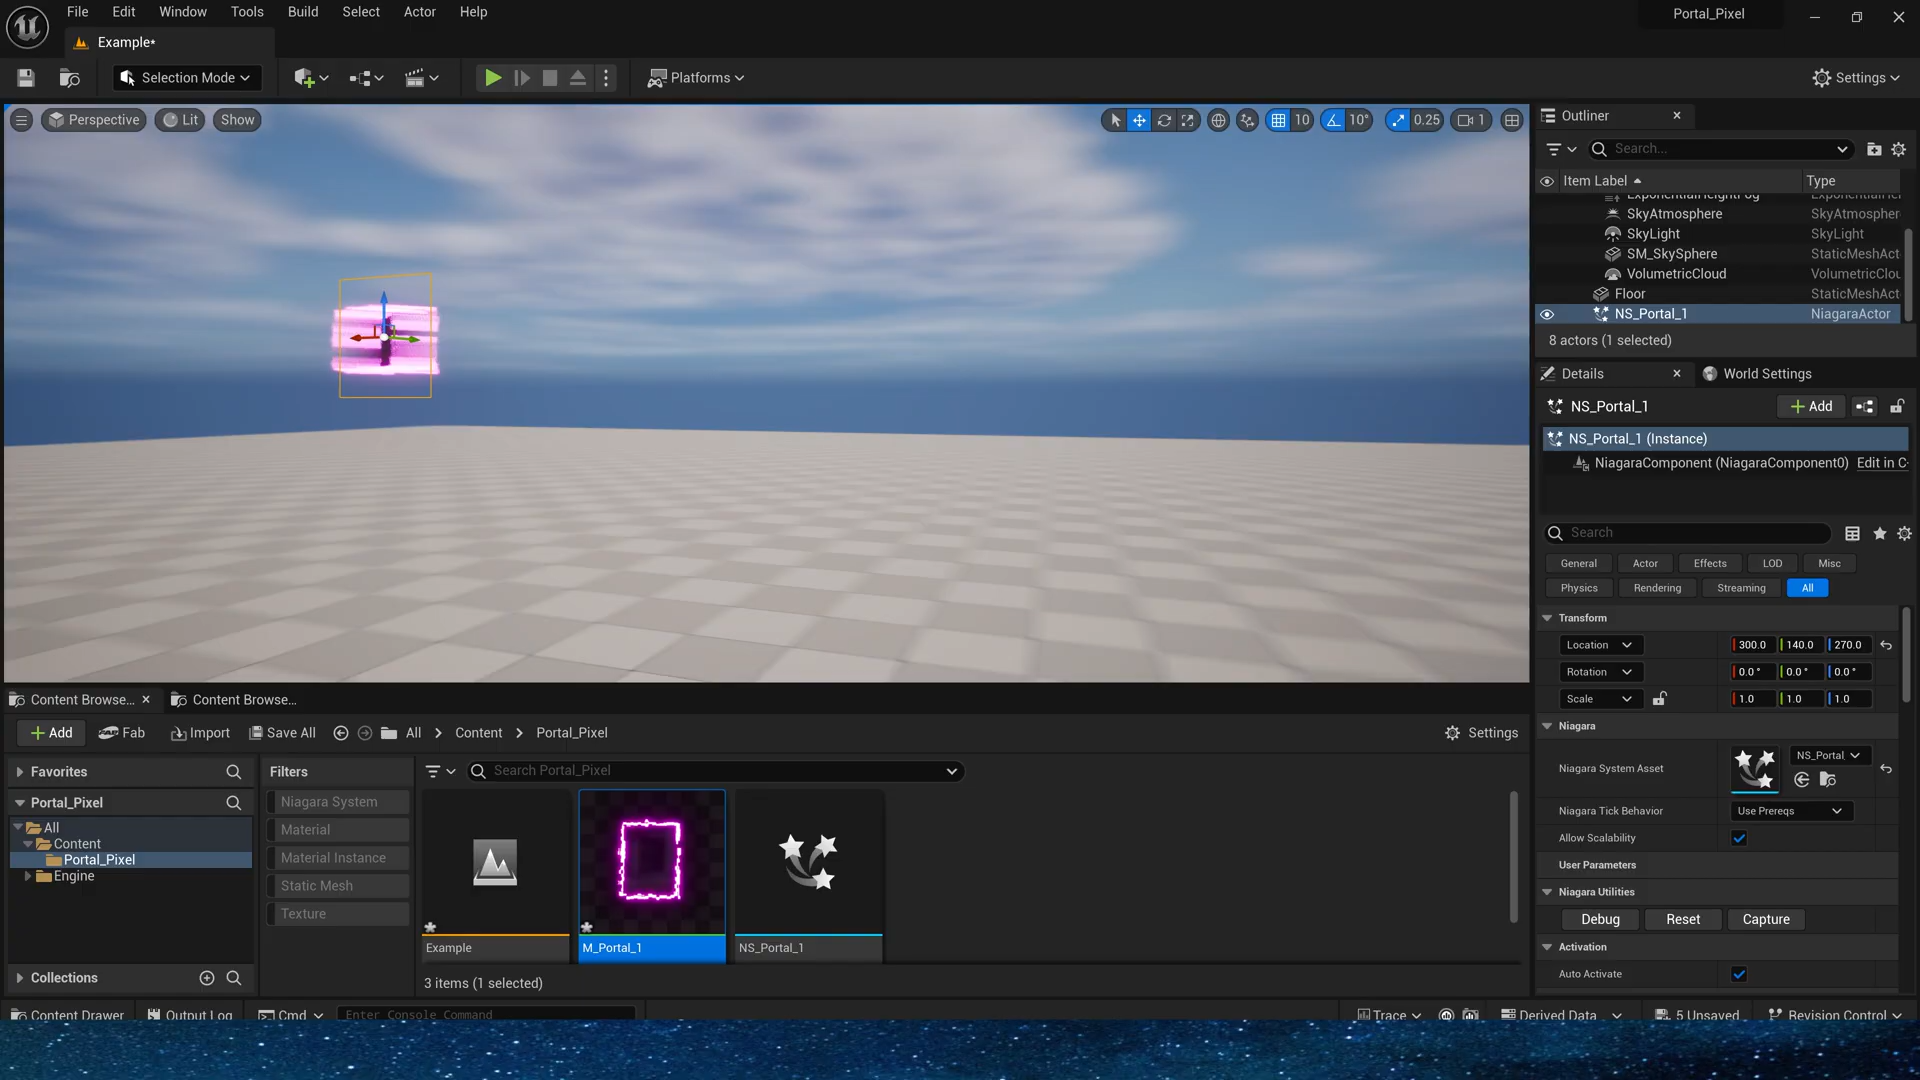 File Edit Window Tools Build Select Actor Help
Portal_Pixel
Example*
Selection Mode
Platforms
Settings
Perspective Lit Show
10 10° 0.25 1
Outliner
Search...
Item Label Type
ExponentialHeightFog ExponentialHei
SkyAtmosphere SkyAtmospher
SkyLight SkyLight
SM_SkySphere StaticMeshAct
VolumetricCloud VolumetricClou
Floor StaticMeshAct
NS_Portal_1 NiagaraActor
8 actors (1 selected)
Details World Settings
NS_Portal_1 Add
NS_Portal_1 (Instance)
NiagaraComponent (NiagaraComponent0) Edit in C
Search
General Actor Effects LOD Misc
Physics Rendering Streaming All
Transform
Location 300.0 140.0 270.0
Rotation 0.0° 0.0° 0.0°
Scale 1.0 1.0 1.0
Niagara
Niagara System Asset NS_Portal_
Niagara Tick Behavior Use Prereqs
Allow Scalability
User Parameters
Niagara Utilities
Debug Reset Capture
Activation
Auto Activate
Content Browse... Content Browse...
Add Fab Import Save All All Content Portal_Pixel Settings
Favorites
Portal_Pixel
All
Content
Portal_Pixel
Engine
Collections
Filters
Niagara System
Material
Material Instance
Static Mesh
Texture
Search Portal_Pixel
Example M_Portal_1 NS_Portal_1
3 items (1 selected)
Content Drawer Output Log Cmd Enter Console Command Trace Derived Data 5 Unsaved Revision Control